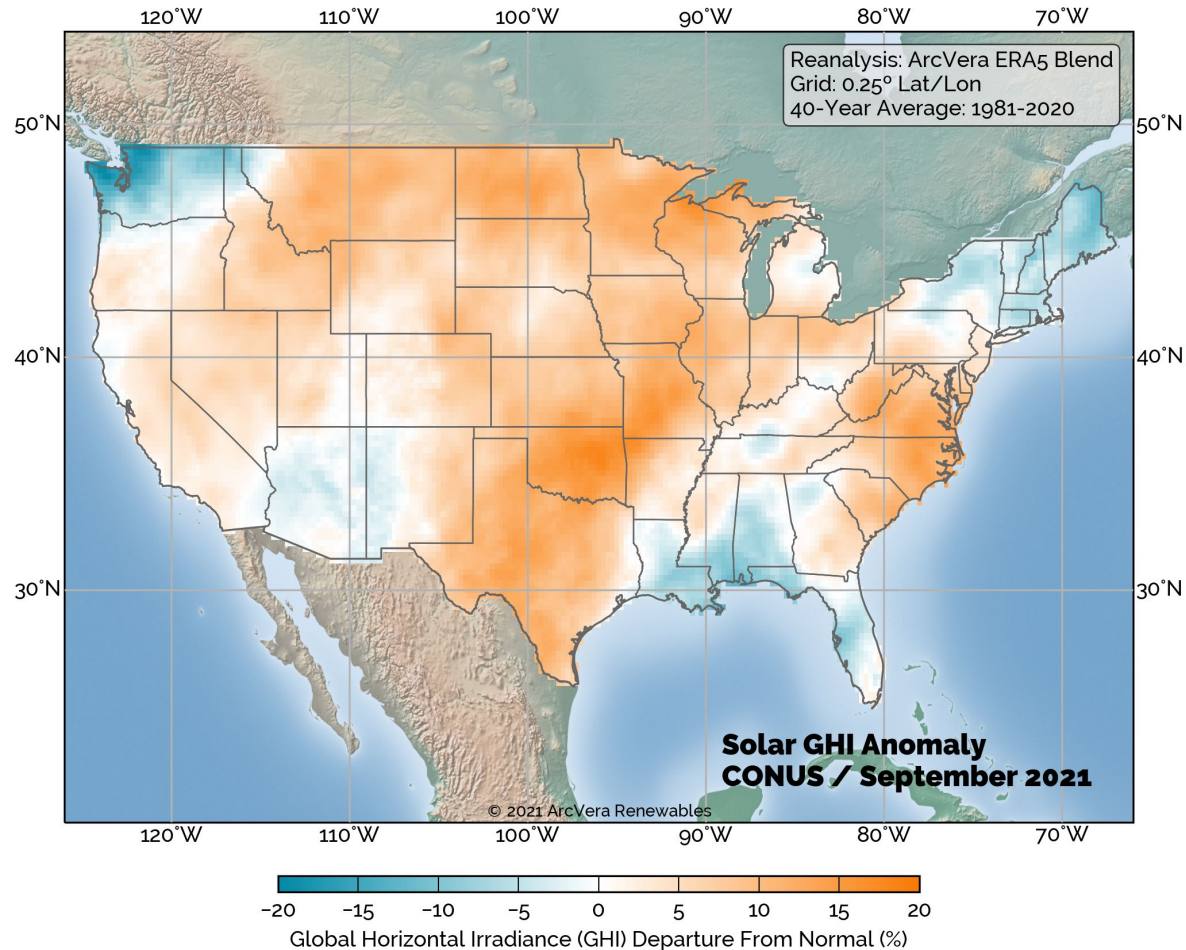 120°W 110°W 100°W 90°W 80°W 70°W
Reanalysis: ArcVera ERA5 Blend
Grid: 0.25º Lat/Lon
40-Year Average: 1981-2020
50°N 50°N
40°N 40°N
30°N 30°N
Solar GHI Anomaly
CONUS / September 2021
© 2021 ArcVera Renewables
120°W 110°W 100°W 90°W 80°W 70°W
−20 −15 −10 −5 0 5 10 15 20
Global Horizontal Irradiance (GHI) Departure From Normal (%)